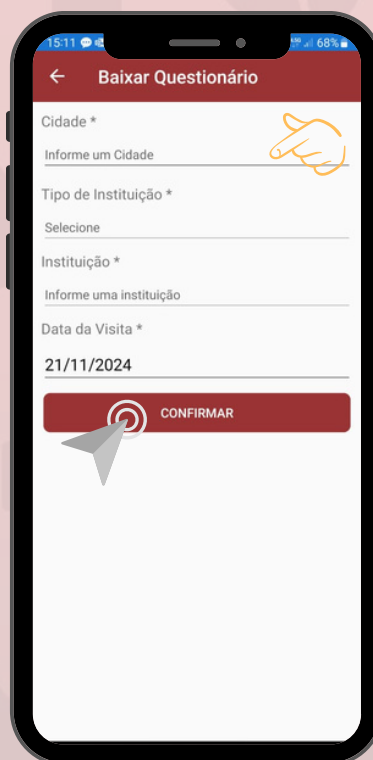 15:11
68%
Baixar Questionário
Cidade *
Informe um Cidade
Tipo de Instituição *
Selecione
Instituição *
Informe uma instituição
Data da Visita *
21/11/2024
CONFIRMAR